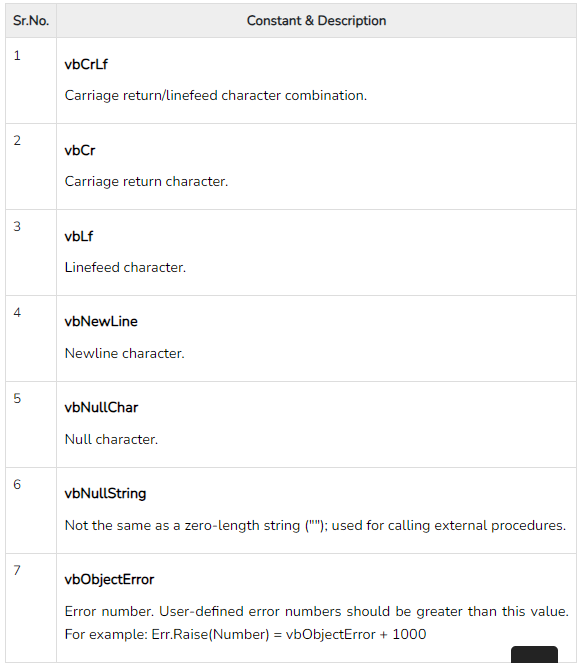 Sr.No. Constant & Description
1
vbCrLf
Carriage return/linefeed character combination.
2
vbCr
Carriage return character.
3
vbLf
Linefeed character.
4
vbNewLine
Newline character.
5
vbNullChar
Null character.
6
vbNullString
Not the same as a zero-length string (""); used for calling external procedures.
7
vbObjectError
Error number. User-defined error numbers should be greater than this value.
For example: Err.Raise(Number) = vbObjectError + 1000